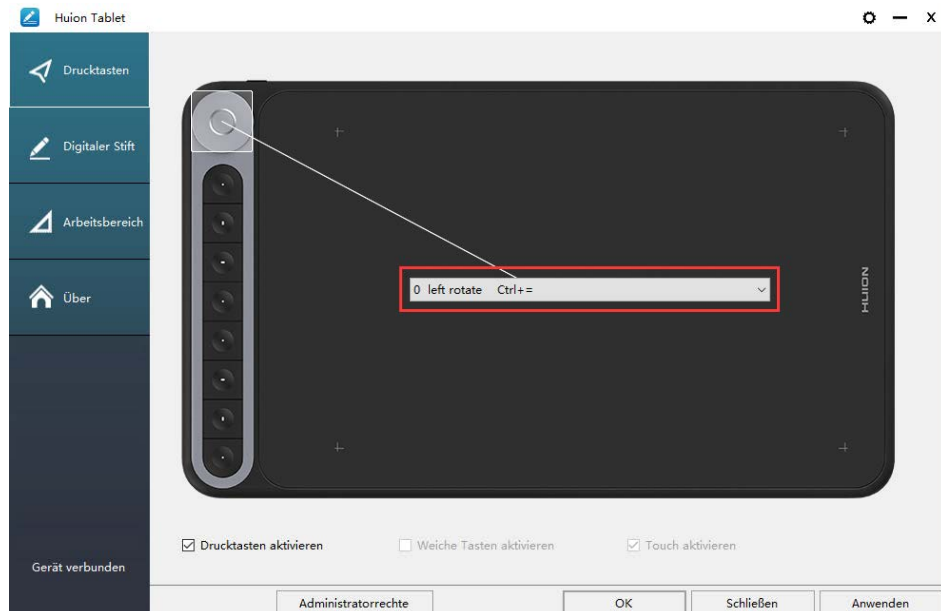 Huion Tablet
Drucktasten
Digitaler Stift
Arbeitsbereich
Über
0 left rotate Ctrl+=
HUION
Drucktasten aktivieren
Weiche Tasten aktivieren
Touch aktivieren
Gerät verbunden
Administratorrechte
OK
Schließen
Anwenden